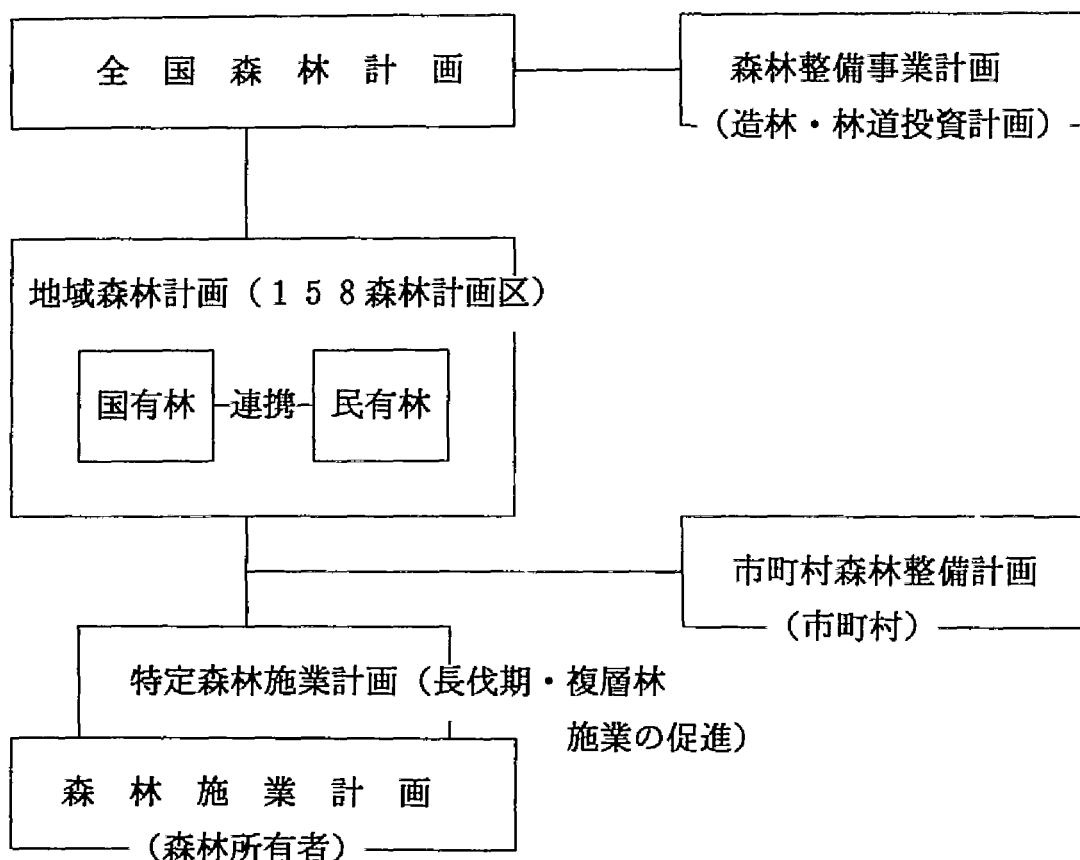 全国森林計画
森林整備事業計画
（造林・林道投資計画）
地域森林計画（１５８森林計画区）
国有林
連携
民有林
市町村森林整備計画
（市町村）
特定森林施業計画（長伐期・複層林
施業の促進）
森林施業計画
（森林所有者）